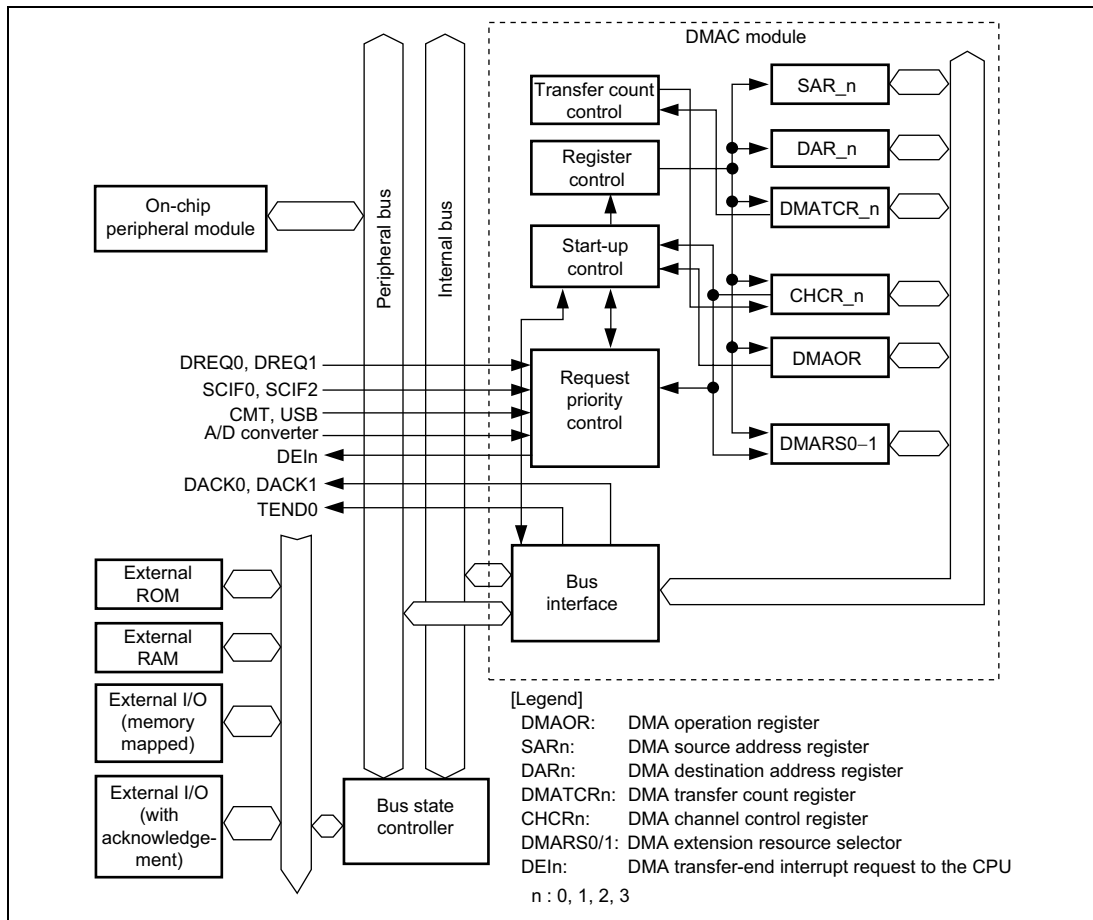 DMAC module
SAR_n
Transfer count
control
DAR_n
Register
control
On-chip
peripheral module
DMATCR_n
Peripheral bus
Internal bus
Start-up
control
CHCR_n
DREQ0, DREQ1
SCIF0, SCIF2
CMT, USB
A/D converter
DEIn
DACK0, DACK1
TEND0
Request
priority
control
DMAOR
DMARS0–1
External
ROM
External
RAM
External I/O
(memory
mapped)
External I/O
(with
acknowledge-
ment)
Bus
interface
Bus state
controller
[Legend]
DMAOR: DMA operation register
SARn: DMA source address register
DARn: DMA destination address register
DMATCRn: DMA transfer count register
CHCRn: DMA channel control register
DMARS0/1: DMA extension resource selector
DEIn: DMA transfer-end interrupt request to the CPU
n : 0, 1, 2, 3